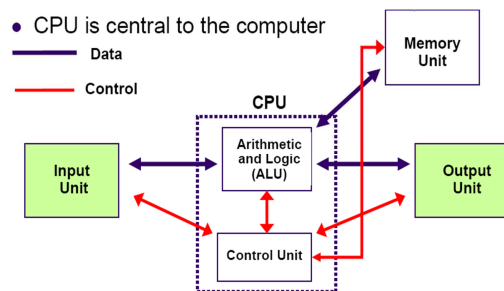 • CPU is central to the computer
Data
Control
Memory
Unit
CPU
Arithmetic
and Logic
(ALU)
Input
Unit
Output
Unit
Control Unit